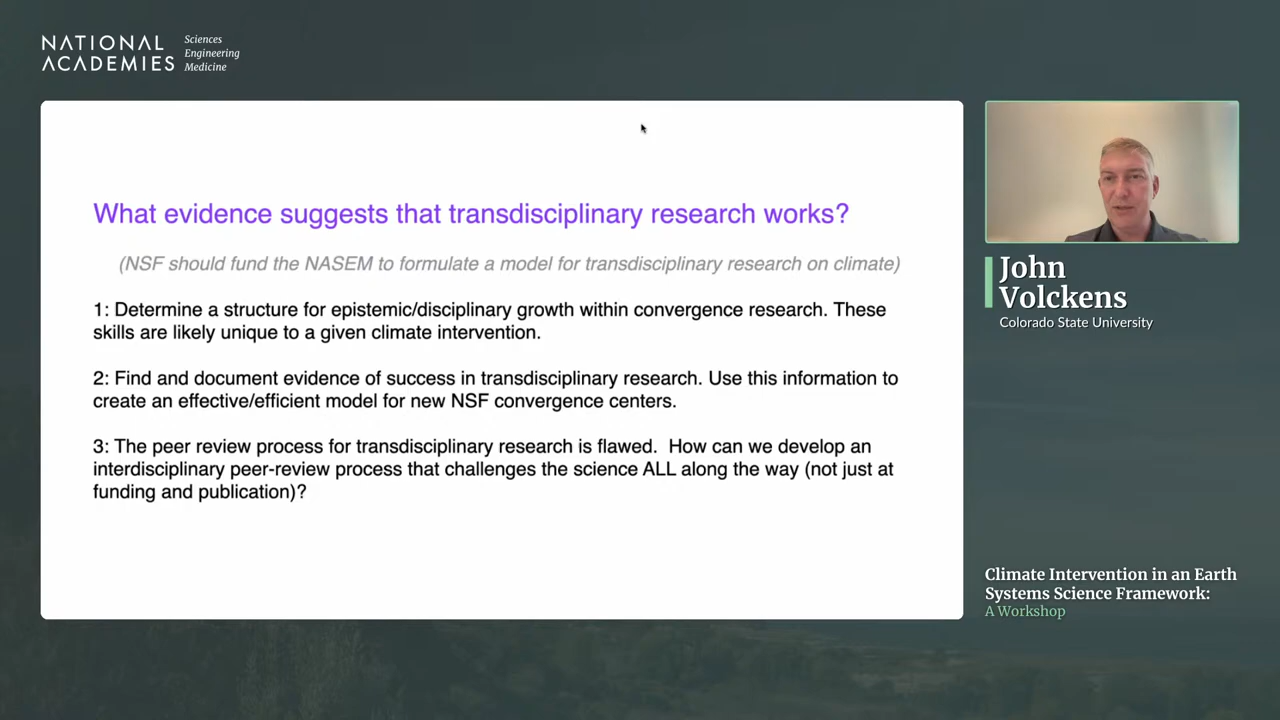 NATIONAL
ACADEMIES
Sciences
Engineering
Medicine
What evidence suggests that transdisciplinary research works?
(NSF should fund the NASEM to formulate a model for transdisciplinary research on climate)
1: Determine a structure for epistemic/disciplinary growth within convergence research. These
skills are likely unique to a given climate intervention.
2: Find and document evidence of success in transdisciplinary research. Use this information to
create an effective/efficient model for new NSF convergence centers.
3: The peer review process for transdisciplinary research is flawed.  How can we develop an
interdisciplinary peer-review process that challenges the science ALL along the way (not just at
funding and publication)?
John
Volckens
Colorado State University
Climate Intervention in an Earth
Systems Science Framework:
A Workshop